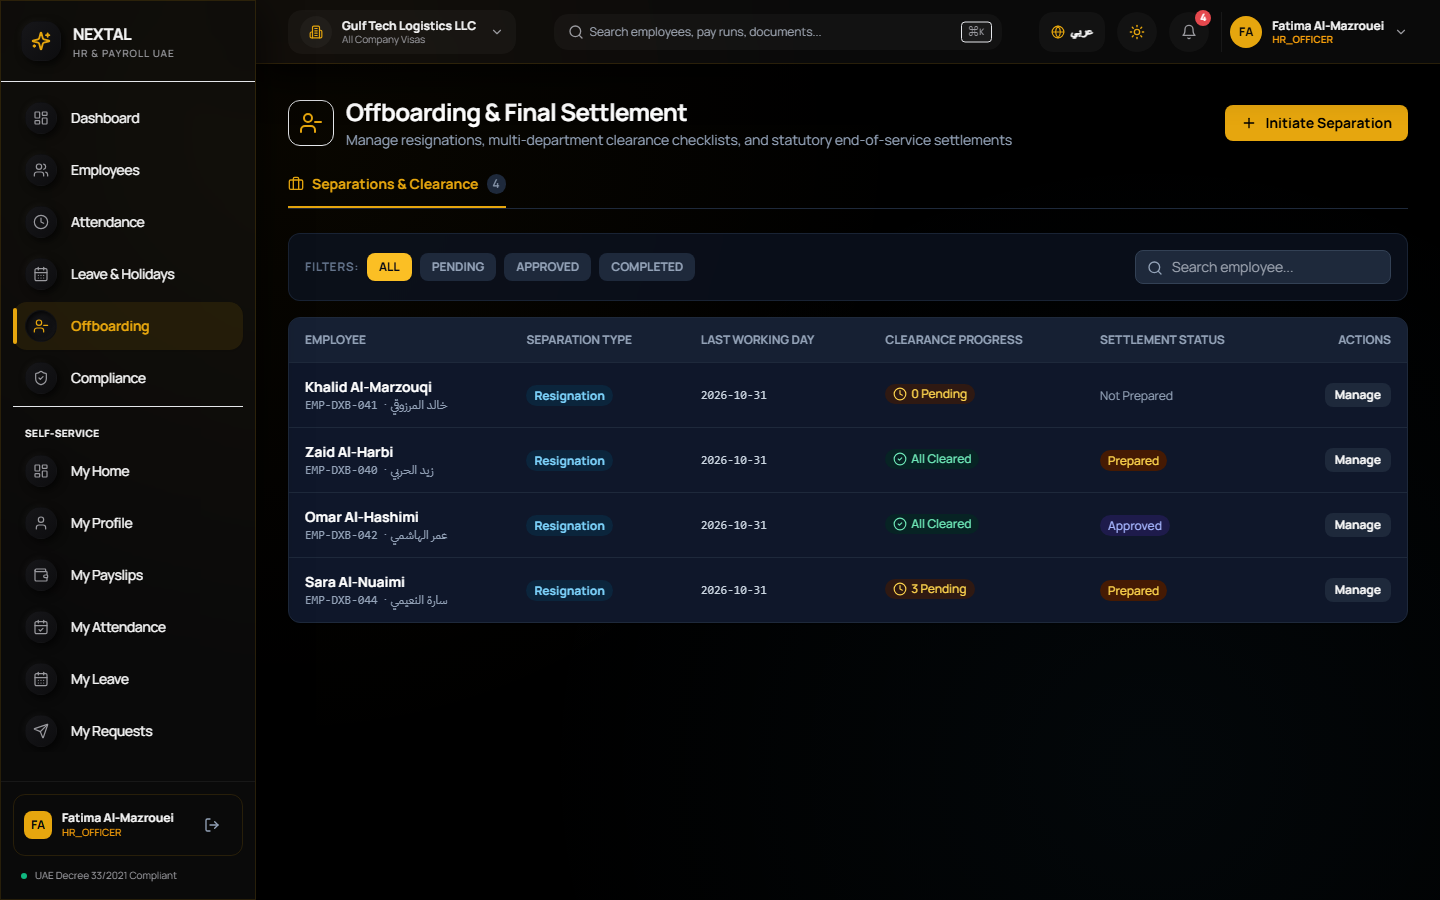 NEXTAL
HR & PAYROLL UAE
Dashboard
Employees
Attendance
Leave & Holidays
Offboarding
Compliance
SELF-SERVICE
My Home
My Profile
My Payslips
My Attendance
My Leave
My Requests
FA
Fatima Al-Mazrouei
HR_OFFICER
UAE Decree 33/2021 Compliant
Gulf Tech Logistics LLC
All Company Visas
Search employees, pay runs, documents...
⌘K
عربي
4
FA
Fatima Al-Mazrouei
HR_OFFICER
Offboarding & Final Settlement
Manage resignations, multi-department clearance checklists, and statutory end-of-service settlements
+ Initiate Separation
Separations & Clearance 4
FILTERS: ALL PENDING APPROVED COMPLETED
Search employee...
EMPLOYEE SEPARATION TYPE LAST WORKING DAY CLEARANCE PROGRESS SETTLEMENT STATUS ACTIONS
Khalid Al-Marzouqi
EMP-DXB-041 · خالد المرزوقي
Resignation 2026-10-31 0 Pending Not Prepared Manage
Zaid Al-Harbi
EMP-DXB-040 · زيد الحربي
Resignation 2026-10-31 All Cleared Prepared Manage
Omar Al-Hashimi
EMP-DXB-042 · عمر الهاشمي
Resignation 2026-10-31 All Cleared Approved Manage
Sara Al-Nuaimi
EMP-DXB-044 · سارة النعيمي
Resignation 2026-10-31 3 Pending Prepared Manage